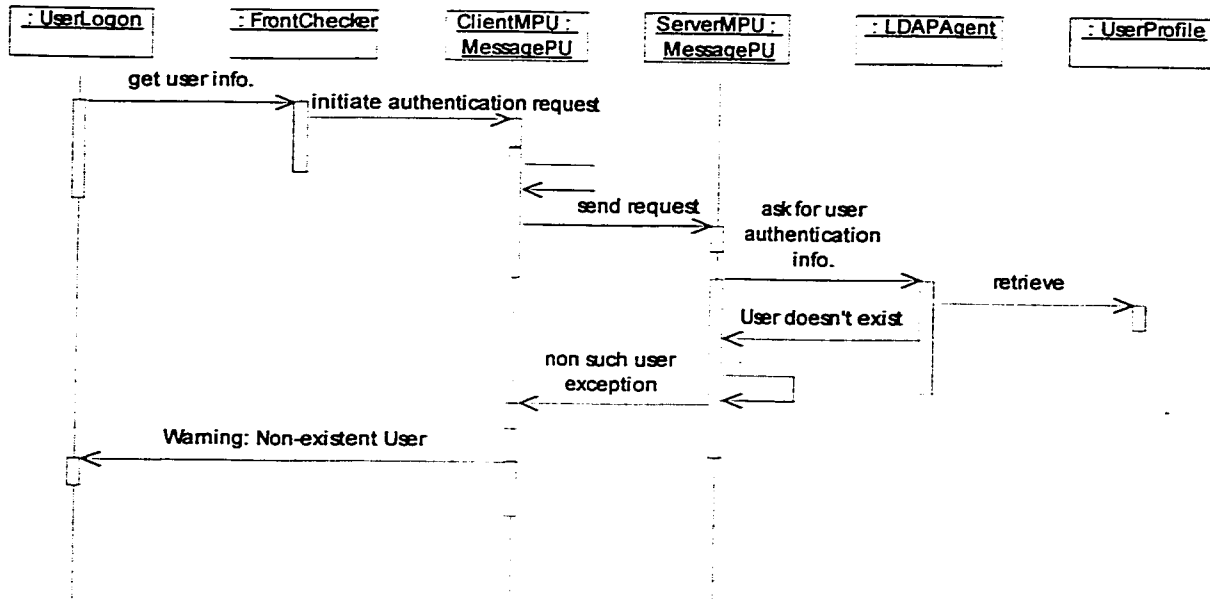 : UserLogon
: FrontChecker
ClientMPU :
MessagePU
ServerMPU :
MessagePU
: LDAPAgent
: UserProfile
get user info.
initiate authentication request
send request
ask for user
authentication
info.
retrieve
User doesn't exist
non such user
exception
Warning: Non-existent User